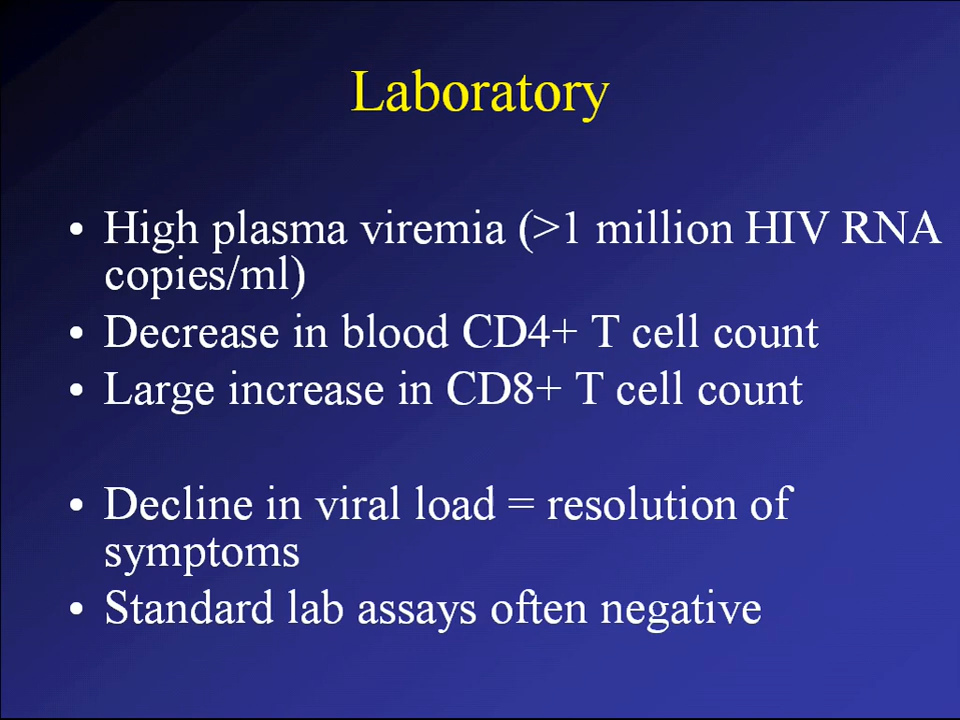 Laboratory
• High plasma viremia (>1 million HIV RNA
copies/ml)
• Decrease in blood CD4+ T cell count
• Large increase in CD8+ T cell count
• Decline in viral load = resolution of
symptoms
• Standard lab assays often negative